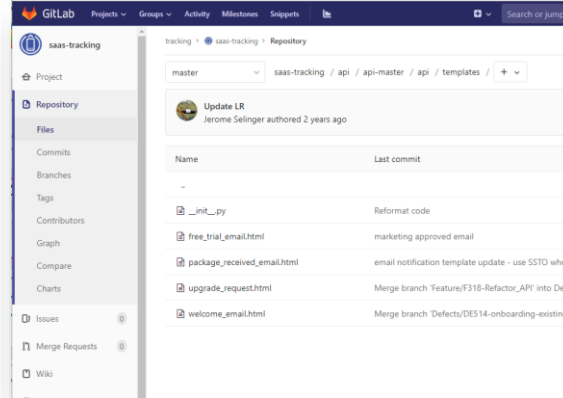 GitLab Projects Groups Activity Milestones Snippets Search or jump
saas-tracking
tracking > saas-tracking > Repository
Project
master saas-tracking / api / api-master / api / templates / +
Repository
Update LR
Jerome Selinger authored 2 years ago
Files
Commits
Name Last commit
Branches
..
Tags
__init__.py Reformat code
Contributors
free_trial_email.html marketing approved email
Graph
package_received_email.html email notification template update - use SSTO whe
Compare
upgrade_request.html Merge branch 'Feature/F318-Refactor_API' into De
Charts
welcome_email.html Merge branch 'Defects/DE514-onboarding-existin
Issues 0
Merge Requests 0
Wiki